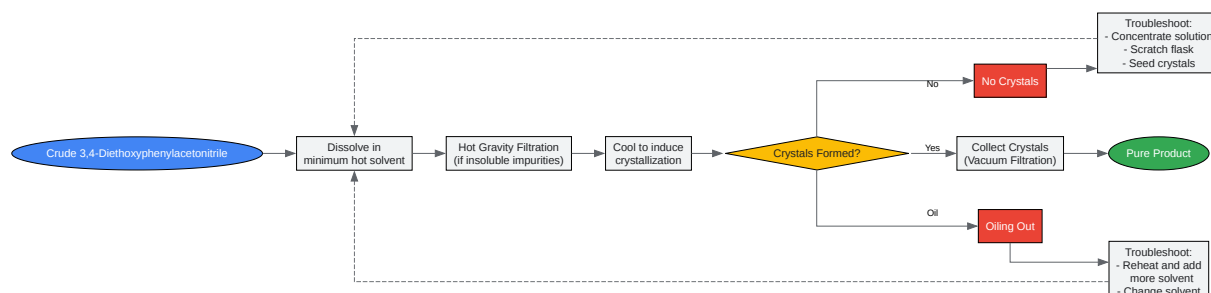 Troubleshoot:
- Concentrate solution
- Scratch flask
- Seed crystals
No
No Crystals
Crude 3,4-Diethoxyphenylacetonitrile
Dissolve in
minimum hot solvent
Hot Gravity Filtration
(if insoluble impurities)
Cool to induce
crystallization
Crystals Formed?
Yes
Collect Crystals
(Vacuum Filtration)
Pure Product
Oil
Oiling Out
Troubleshoot:
- Reheat and add
more solvent
- Change solvent